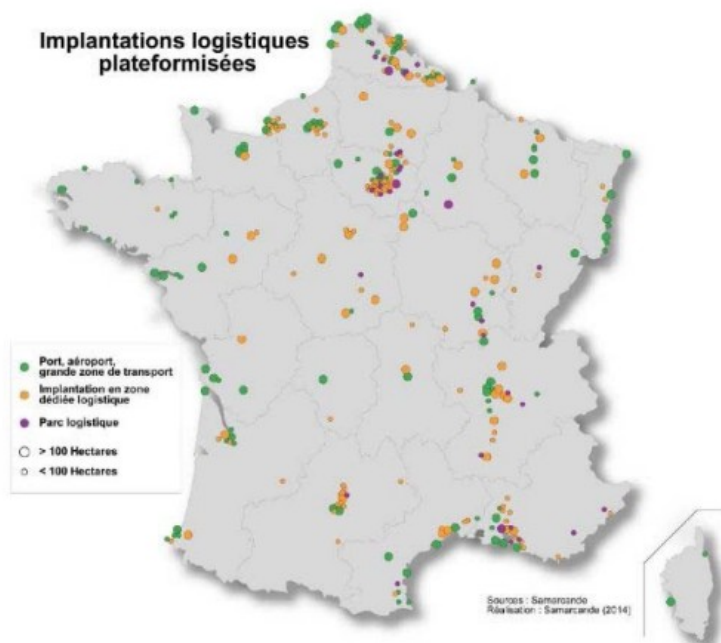 Implantations logistiques
plateformisées
Port, aéroport,
grande zone de transport
Implantation en zone
dédiée logistique
Parc logistique
> 100 Hectares
< 100 Hectares
Sources : Samarcande
Réalisation : Samarcande (2014)